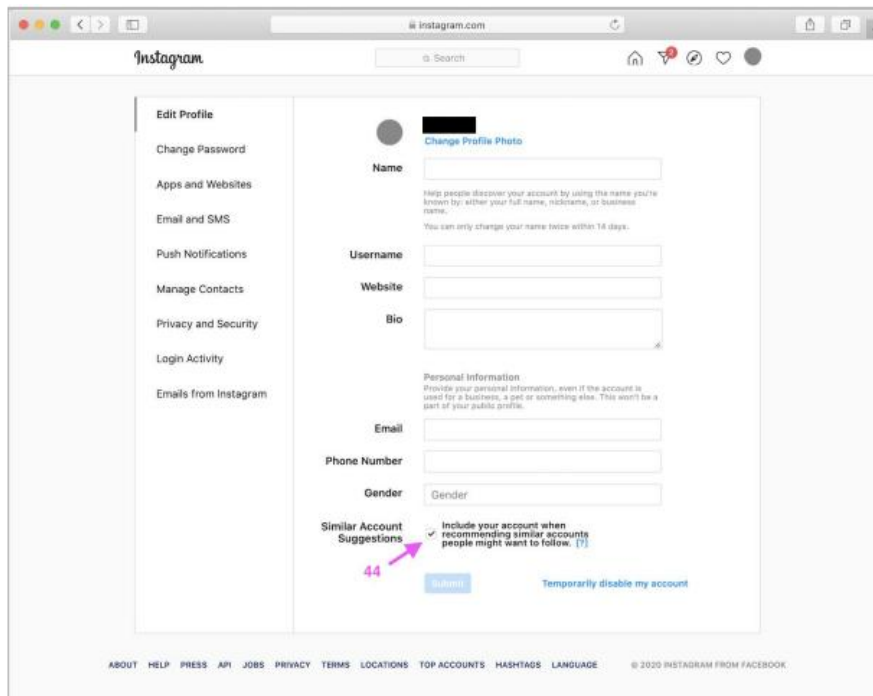 instagram.com
Instagram
Search
2
Edit Profile
Change Password
Apps and Websites
Email and SMS
Push Notifications
Manage Contacts
Privacy and Security
Login Activity
Emails from Instagram
Change Profile Photo
Name
Help people discover your account by using the name you're
known by: either your full name, nickname, or business
name.
You can only change your name twice within 14 days.
Username
Website
Bio
Personal Information
Provide your personal information, even if the account is
used for a business, a pet or something else. This won't be a
part of your public profile.
Email
Phone Number
Gender
Gender
Similar Account
Suggestions
Include your account when
recommending similar accounts
people might want to follow. [?]
44
Submit
Temporarily disable my account
ABOUT HELP PRESS API JOBS PRIVACY TERMS LOCATIONS TOP ACCOUNTS HASHTAGS LANGUAGE © 2020 INSTAGRAM FROM FACEBOOK